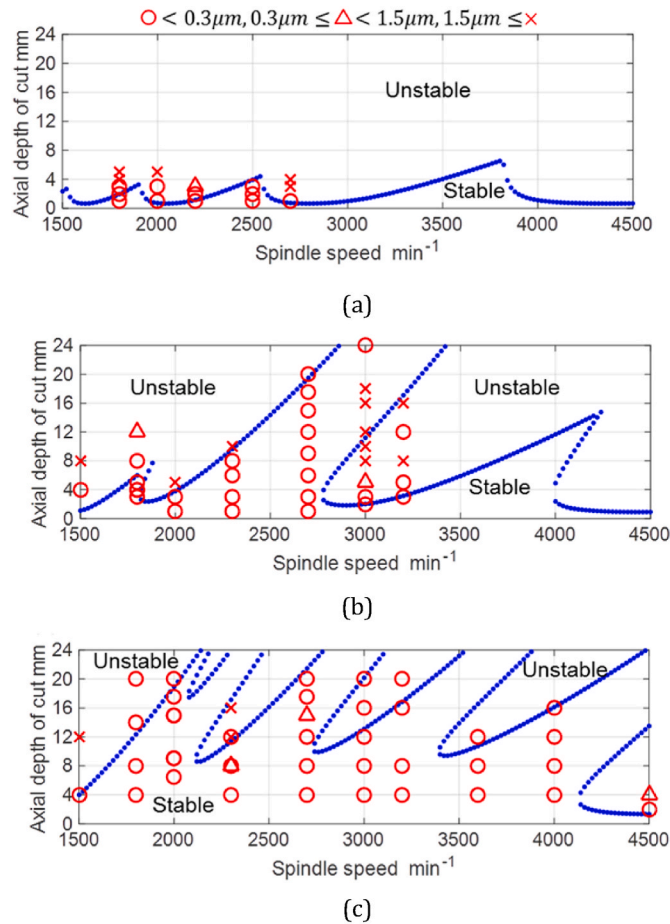 ○ < 0.3μm, 0.3μm ≤ △ < 1.5μm, 1.5μm ≤ ×
24
20
16
12
8
4
0
Axial depth of cut mm
Unstable
Stable
1500 2000 2500 3000 3500 4000 4500
Spindle speed min⁻¹
(a)
24
20
16
12
8
4
0
Axial depth of cut mm
Unstable
Unstable
Stable
1500 2000 2500 3000 3500 4000 4500
Spindle speed min⁻¹
(b)
24
20
16
12
8
4
0
Axial depth of cut mm
Unstable
Unstable
Stable
1500 2000 2500 3000 3500 4000 4500
Spindle speed min⁻¹
(c)